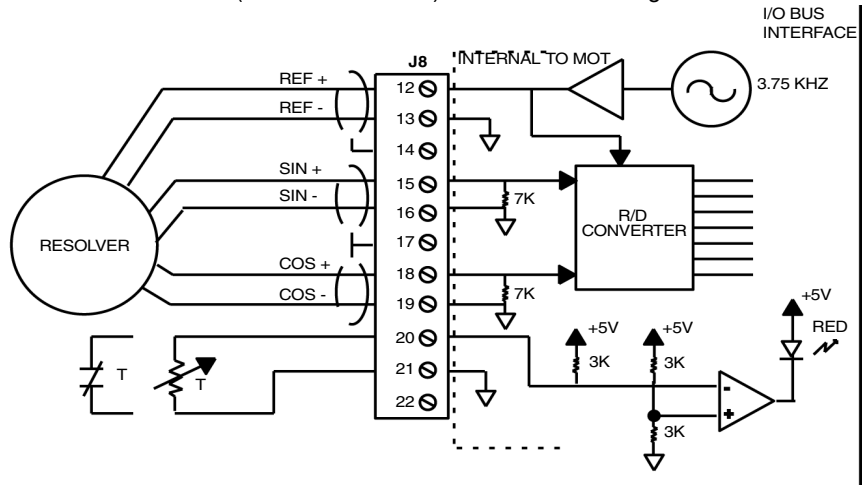 I/O BUS
INTERFACE
J8
INTERNAL TO MOT
3.75 KHZ
REF +
12
REF -
13
14
SIN +
15
7K
SIN -
16
R/D
CONVERTER
RESOLVER
17
COS +
18
7K
COS -
19
+5V
20
+5V
+5V
RED
T
T
21
3K
3K
-
22
+
3K